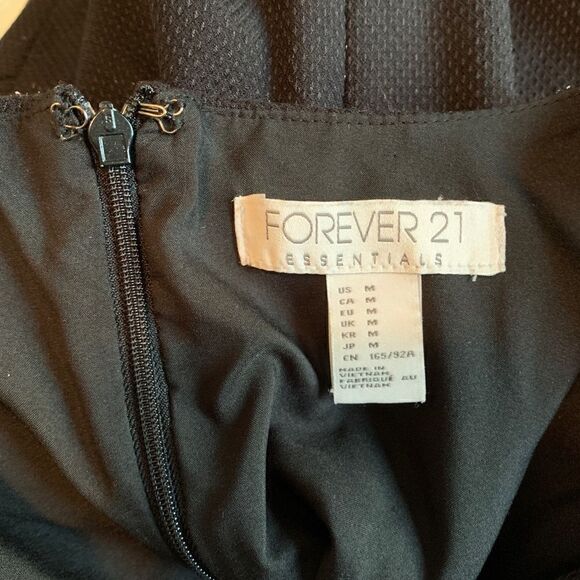 FOREVER 21
ESSENTIALS
US M
CA M
EU M
UK M
KR M
JP M
CN 165/92A
MADE IN
VIETNAM
FABRIQUÉ AU
VIETNAM